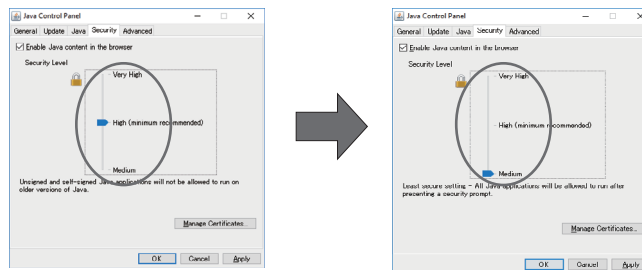 Java Control Panel
General Update Java Security Advanced
Enable Java content in the browser
Security Level
Very High
High (minimum recommended)
Medium
Unsigned and self-signed Java applications will not be allowed to run on
older versions of Java.
Manage Certificates...
OK Cancel Apply
Java Control Panel
General Update Java Security Advanced
Enable Java content in the browser
Security Level
Very High
High (minimum recommended)
Medium
Least secure setting - All Java applications will be allowed to run after
presenting a security prompt.
Manage Certificates...
OK Cancel Apply